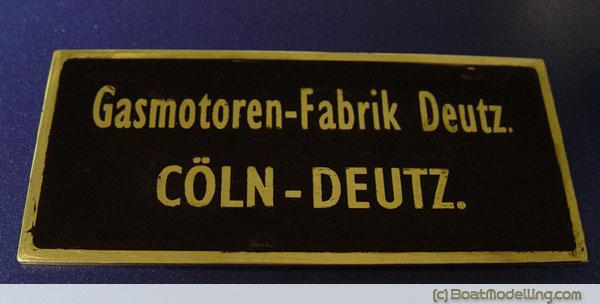 Gasmotoren-Fabrik Deutz.
CÖLN - DEUTZ.
(c) BoatModelling.com